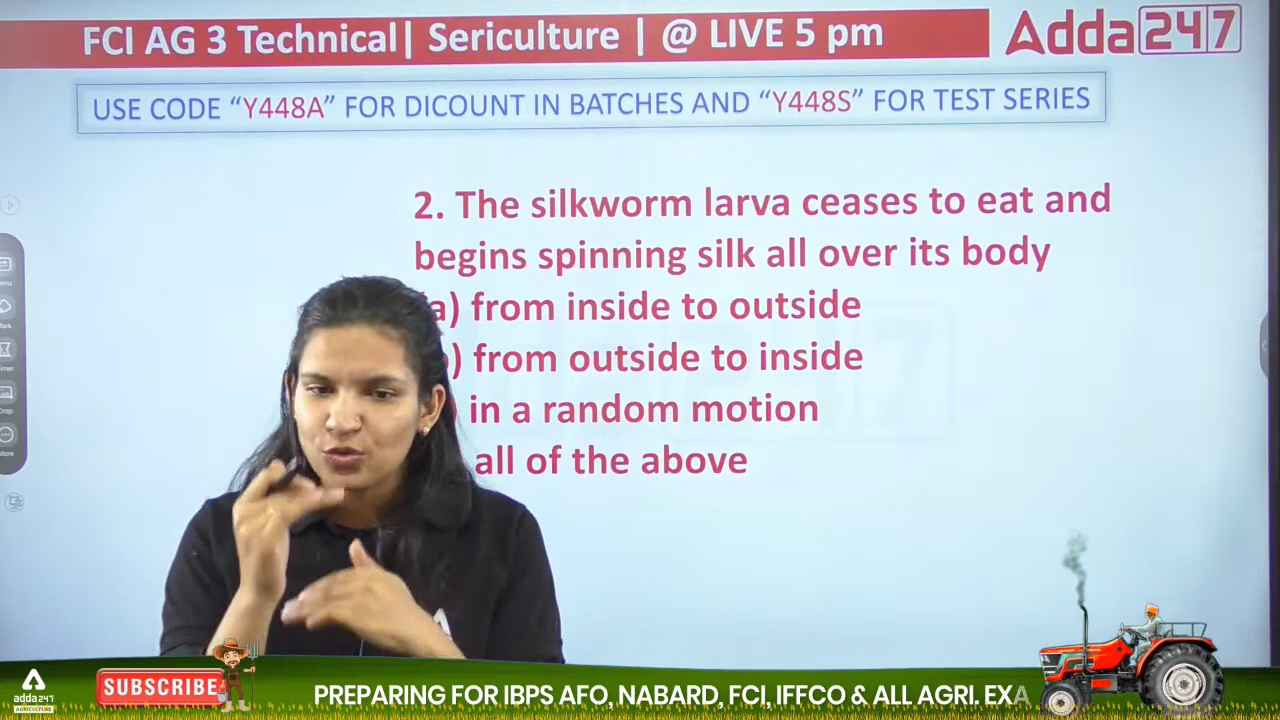 FCI AG 3 Technical| Sericulture | @ LIVE 5 pm
Adda 247
USE CODE “Y448A” FOR DICOUNT IN BATCHES AND “Y448S” FOR TEST SERIES
2. The silkworm larva ceases to eat and
begins spinning silk all over its body
a) from inside to outside
) from outside to inside
in a random motion
all of the above
adda247
AGRICULTURE
SUBSCRIBE
PREPARING FOR IBPS AFO, NABARD, FCI, IFFCO & ALL AGRI. EXA